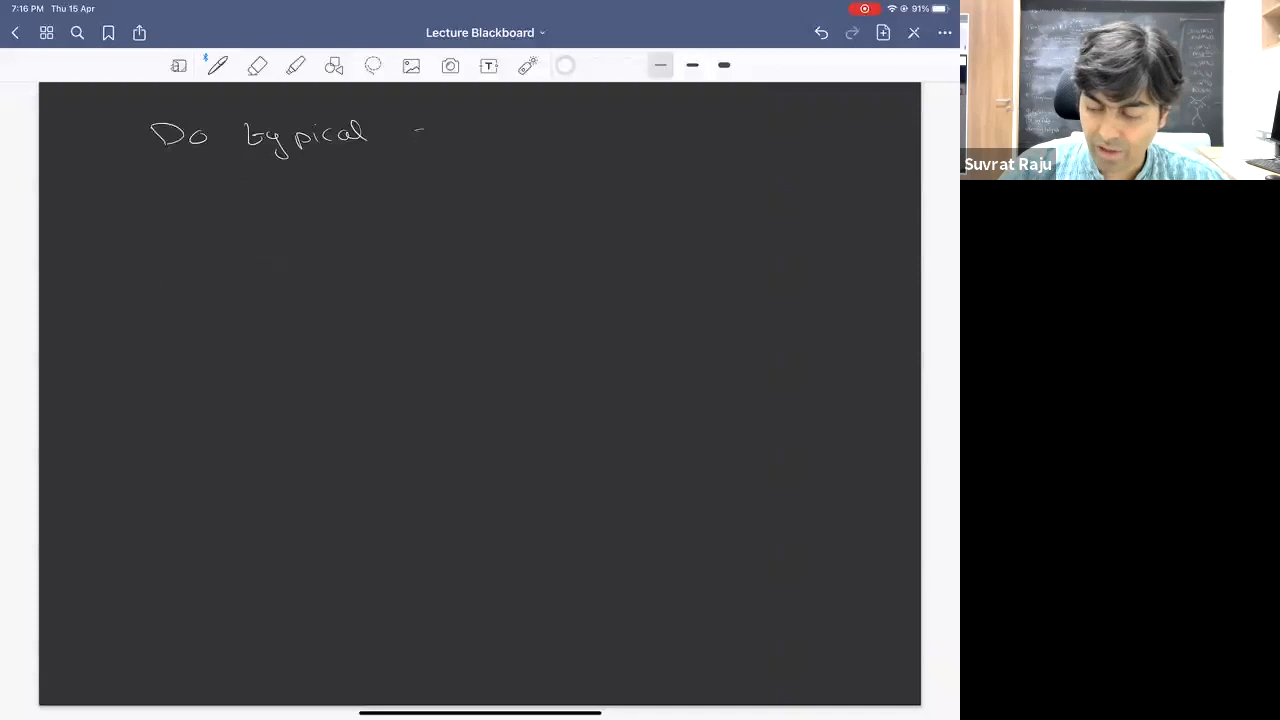 7:16 PM Thu 15 Apr
91%
Lecture Blackboard
Do typical -
Suvrat Raju